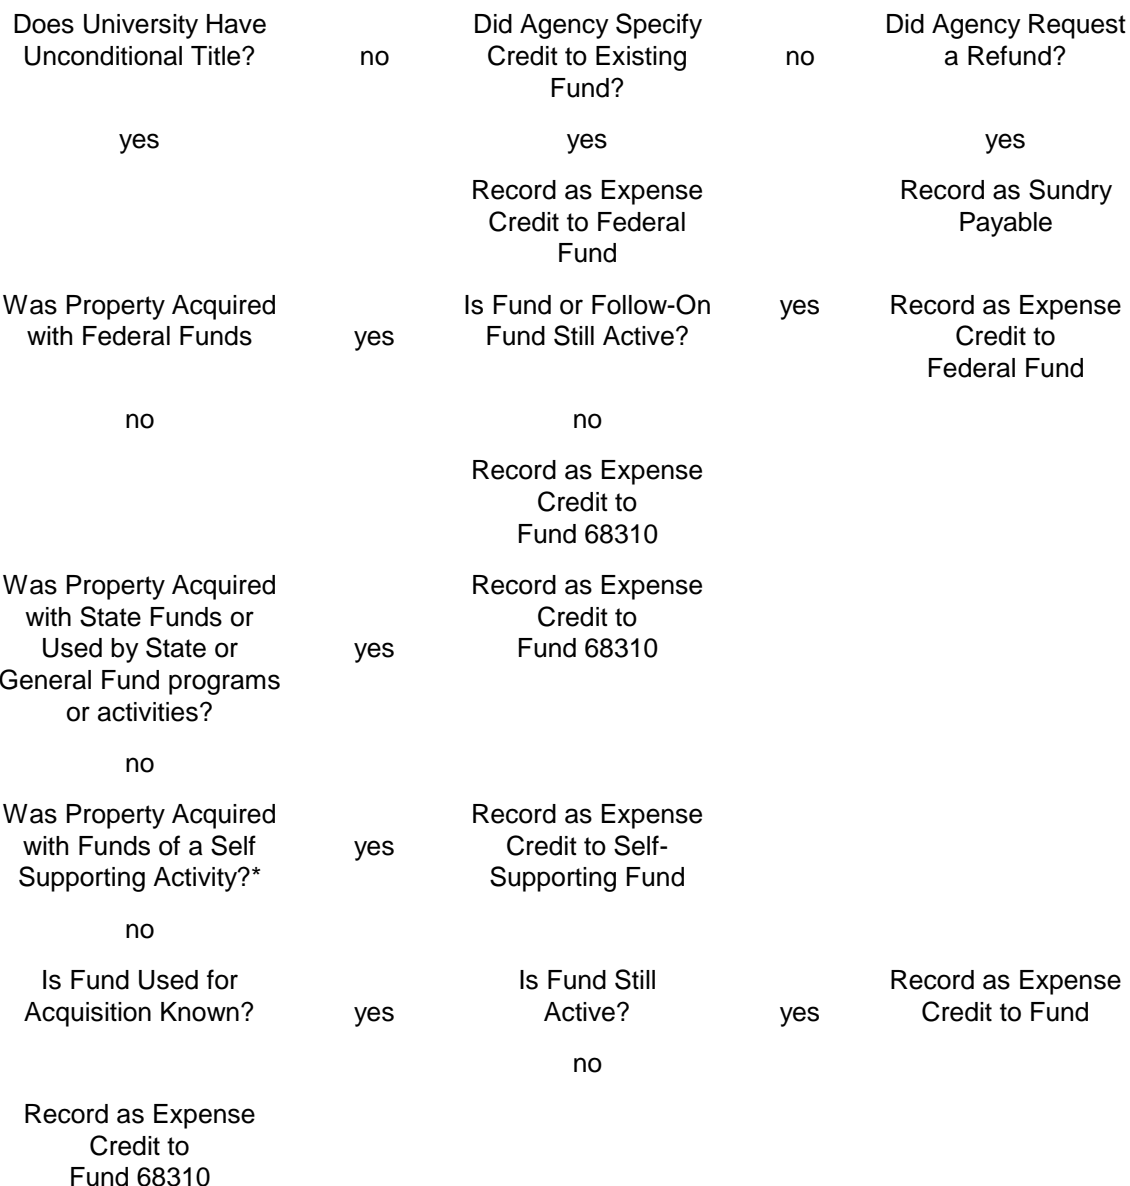 Does University Have
Unconditional Title?
no
Did Agency Specify
Credit to Existing
Fund?
no
Did Agency Request
a Refund?
yes
yes
yes
Record as Expense
Credit to Federal
Fund
Record as Sundry
Payable
Was Property Acquired
with Federal Funds
yes
Is Fund or Follow-On
Fund Still Active?
yes
Record as Expense
Credit to
Federal Fund
no
no
Record as Expense
Credit to
Fund 68310
Was Property Acquired
with State Funds or
Used by State or
General Fund programs
or activities?
yes
Record as Expense
Credit to
Fund 68310
no
Was Property Acquired
with Funds of a Self
Supporting Activity?*
yes
Record as Expense
Credit to Self-
Supporting Fund
no
Is Fund Used for
Acquisition Known?
yes
Is Fund Still
Active?
yes
Record as Expense
Credit to Fund
no
Record as Expense
Credit to
Fund 68310